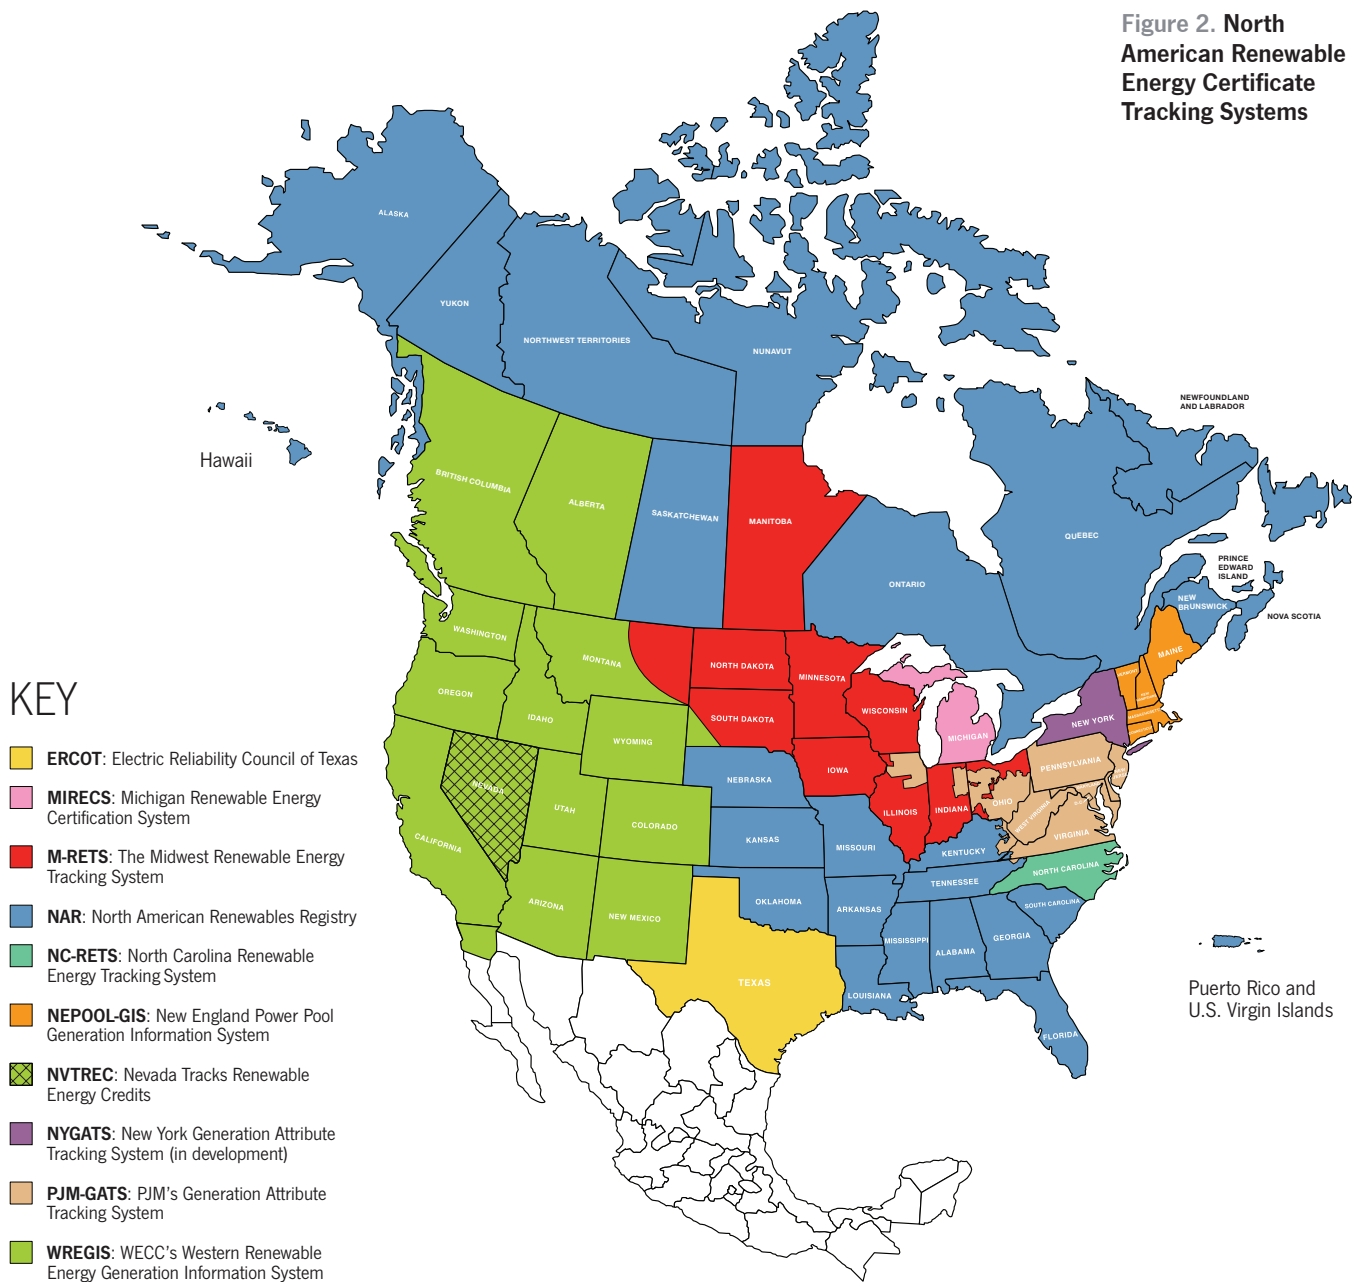 Figure 2. North
American Renewable
Energy Certificate
Tracking Systems
ALASKA
YUKON
NORTHWEST TERRITORIES
NUNAVUT
NEWFOUNDLAND
AND LABRADOR
Hawaii
BRITISH COLUMBIA
ALBERTA
SASKATCHEWAN
MANITOBA
ONTARIO
QUEBEC
PRINCE
EDWARD
ISLAND
NEW
BRUNSWICK
NOVA SCOTIA
WASHINGTON
MONTANA
NORTH DAKOTA
MINNESOTA
MAINE
VERMONT
OREGON
IDAHO
WYOMING
SOUTH DAKOTA
WISCONSIN
MICHIGAN
NEW YORK
NEVADA
UTAH
COLORADO
CALIFORNIA
NEBRASKA
IOWA
ILLINOIS
INDIANA
OHIO
PENNSYLVANIA
WEST VIRGINIA
VIRGINIA
KANSAS
MISSOURI
KENTUCKY
NORTH CAROLINA
TENNESSEE
SOUTH CAROLINA
ARIZONA
NEW MEXICO
OKLAHOMA
ARKANSAS
MISSISSIPPI
ALABAMA
GEORGIA
TEXAS
LOUISIANA
FLORIDA
Puerto Rico and
U.S. Virgin Islands
KEY
ERCOT: Electric Reliability Council of Texas
MIRECS: Michigan Renewable Energy
Certification System
M-RETS: The Midwest Renewable Energy
Tracking System
NAR: North American Renewables Registry
NC-RETS: North Carolina Renewable
Energy Tracking System
NEPOOL-GIS: New England Power Pool
Generation Information System
NVTREC: Nevada Tracks Renewable
Energy Credits
NYGATS: New York Generation Attribute
Tracking System (in development)
PJM-GATS: PJM's Generation Attribute
Tracking System
WREGIS: WECC's Western Renewable
Energy Generation Information System